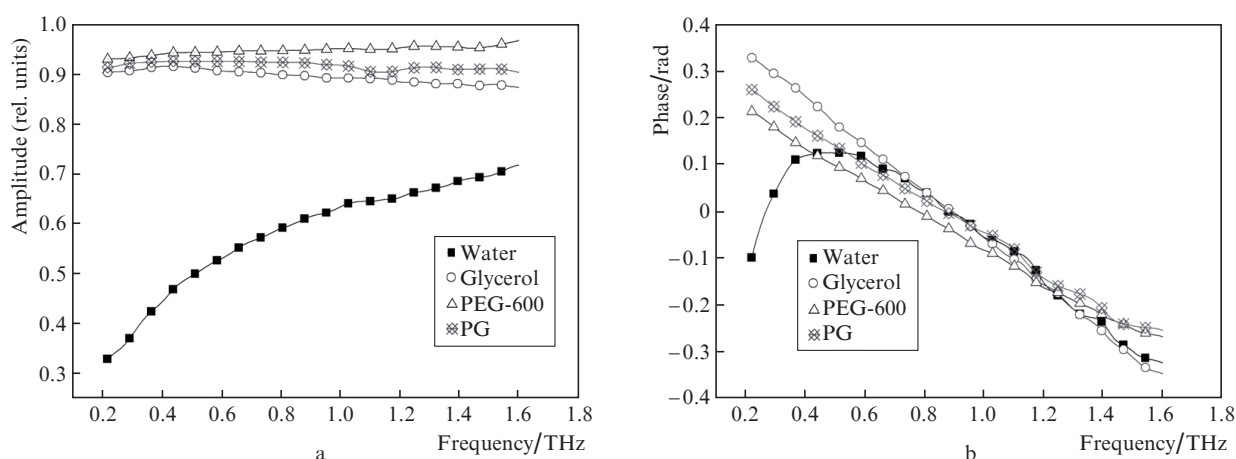 Amplitude (rel. units)
1.0
0.9
0.8
0.7
0.6
0.5
0.4
0.3
Water
Glycerol
PEG-600
PG
0.2 0.4 0.6 0.8 1.0 1.2 1.4 1.6 1.8
Frequency/THz
a
Phase/rad
0.4
0.3
0.2
0.1
0
−0.1
−0.2
−0.3
−0.4
Water
Glycerol
PEG-600
PG
0.2 0.4 0.6 0.8 1.0 1.2 1.4 1.6 1.8
Frequency/THz
b